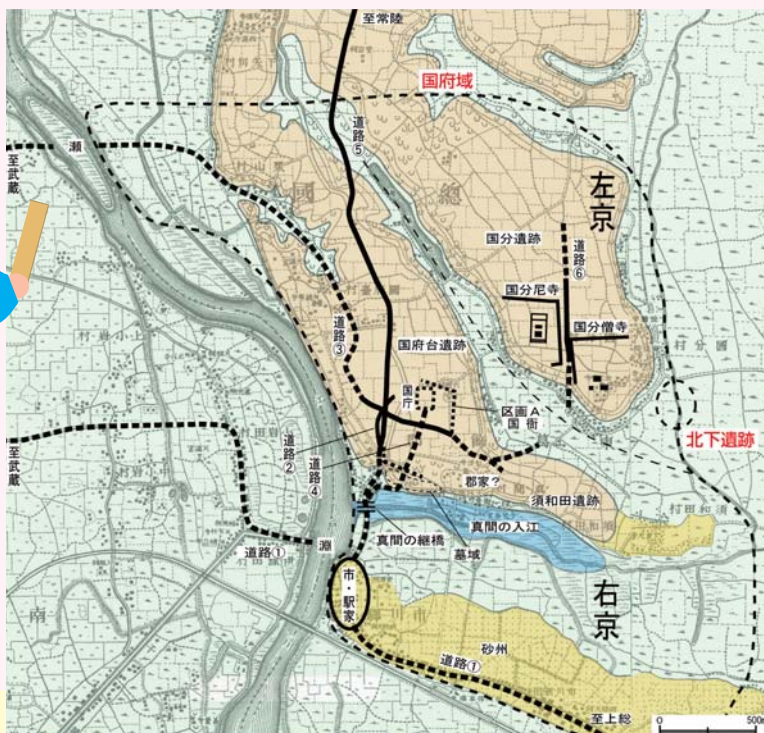 至常陸
国府域
道路⑤
瀬
至武蔵
左京
国分遺跡
道路⑥
国分尼寺
国分僧寺
道路③
国府台遺跡
国庁
区画A
国衙
北下遺跡
至武蔵
道路②
道路④
郡家?
須和田遺跡
真間の入江
真間の継橋
墓域
道路①
淵
右京
市・駅家
砂州
道路①
至上総
0 500m